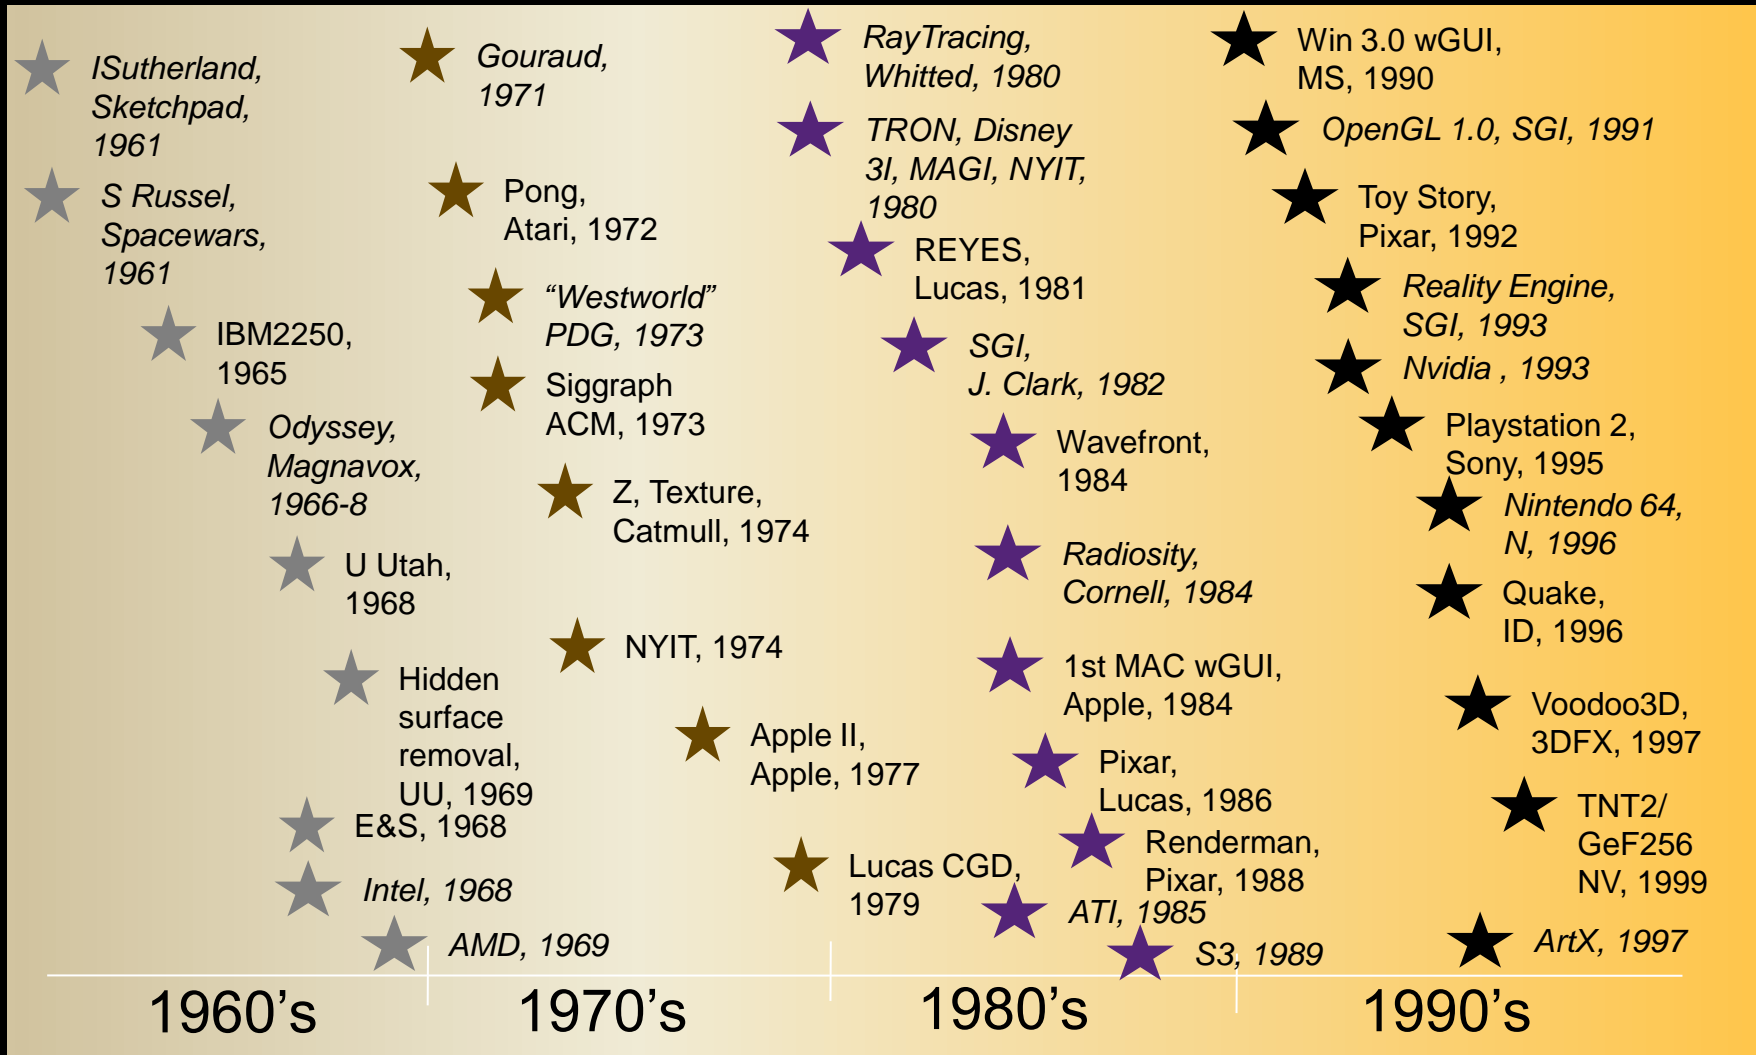 ISutherland,
Sketchpad,
1961
S Russel,
Spacewars,
1961
IBM2250,
1965
Odyssey,
Magnavox,
1966-8
U Utah,
1968
Hidden
surface
removal,
UU, 1969
E&S, 1968
Intel, 1968
AMD, 1969
Gouraud,
1971
Pong,
Atari, 1972
“Westworld”
PDG, 1973
Siggraph
ACM, 1973
Z, Texture,
Catmull, 1974
NYIT, 1974
Apple II,
Apple, 1977
Lucas CGD,
1979
RayTracing,
Whitted, 1980
TRON, Disney
3I, MAGI, NYIT,
1980
REYES,
Lucas, 1981
SGI,
J. Clark, 1982
Wavefront,
1984
Radiosity,
Cornell, 1984
1st MAC wGUI,
Apple, 1984
Pixar,
Lucas, 1986
Renderman,
Pixar, 1988
ATI, 1985
S3, 1989
Win 3.0 wGUI,
MS, 1990
OpenGL 1.0, SGI, 1991
Toy Story,
Pixar, 1992
Reality Engine,
SGI, 1993
Nvidia , 1993
Playstation 2,
Sony, 1995
Nintendo 64,
N, 1996
Quake,
ID, 1996
Voodoo3D,
3DFX, 1997
TNT2/
GeF256
NV, 1999
ArtX, 1997
1960’s
1970’s
1980’s
1990’s